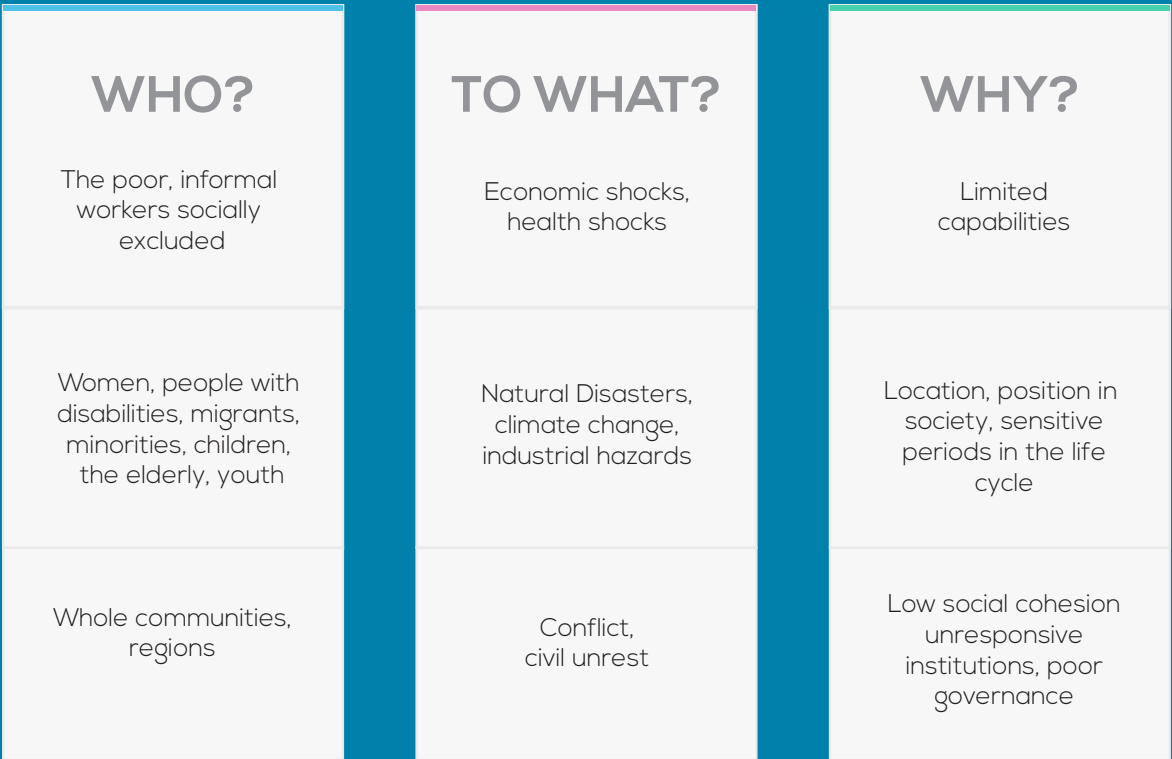 WHO?
The poor, informal
workers socially
excluded
Women, people with
disabilities, migrants,
minorities, children,
the elderly, youth
Whole communities,
regions
TO WHAT?
Economic shocks,
health shocks
Natural Disasters,
climate change,
industrial hazards
Conflict,
civil unrest
WHY?
Limited
capabilities
Location, position in
society, sensitive
periods in the life
cycle
Low social cohesion
unresponsive
institutions, poor
governance